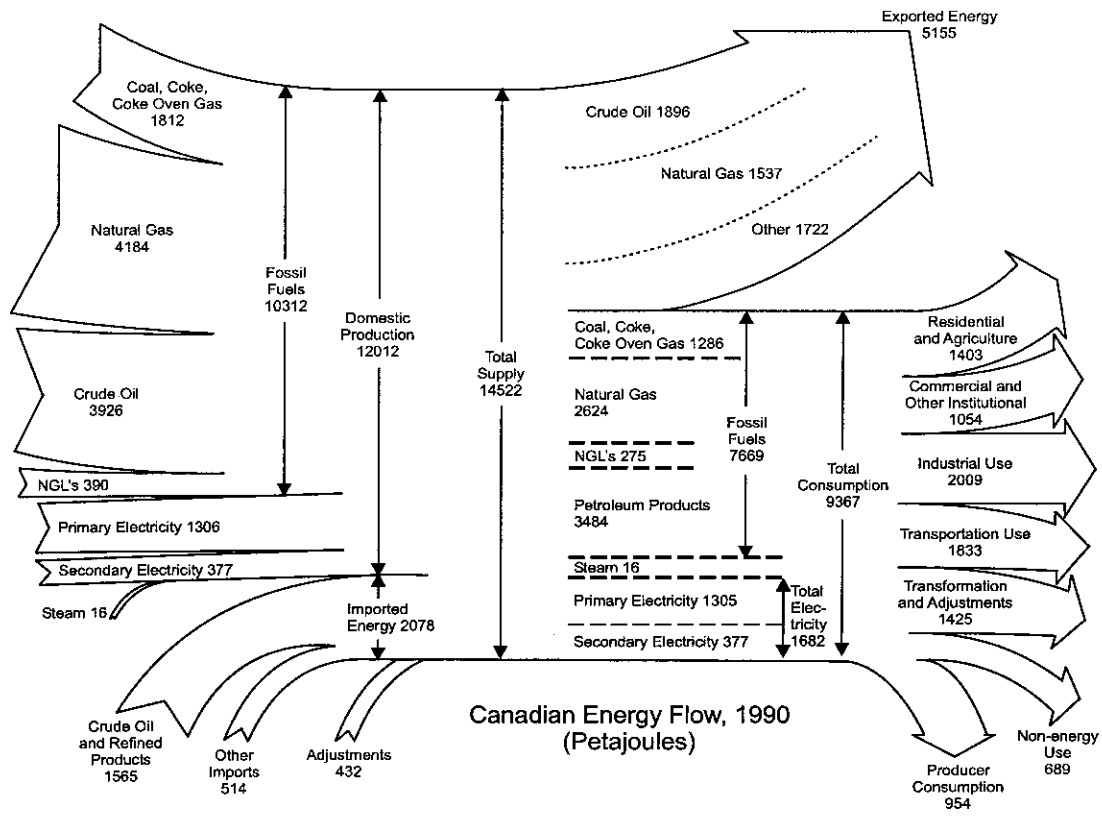 Exported Energy
5155
Coal, Coke,
Coke Oven Gas
1812
Crude Oil 1896
Natural Gas 1537
Natural Gas
4184
Other 1722
Fossil
Fuels
10312
Domestic
Production
12012
Total
Supply
14522
Coal, Coke,
Coke Oven Gas 1286
Residential
and Agriculture
1403
Crude Oil
3926
Natural Gas
2624
Commercial and
Other Institutional
1054
Fossil
Fuels
7669
NGL's 275
NGL's 390
Total
Consumption
9367
Industrial Use
2009
Petroleum Products
3484
Primary Electricity 1306
Transportation Use
1833
Secondary Electricity 377
Steam 16
Steam 16
Imported
Energy 2078
Primary Electricity 1305
Total
Elec-
tricity
1682
Transformation
and Adjustments
1425
Secondary Electricity 377
Canadian Energy Flow, 1990
(Petajoules)
Crude Oil
and Refined
Products
1565
Other
Imports
514
Adjustments
432
Non-energy
Use
689
Producer
Consumption
954